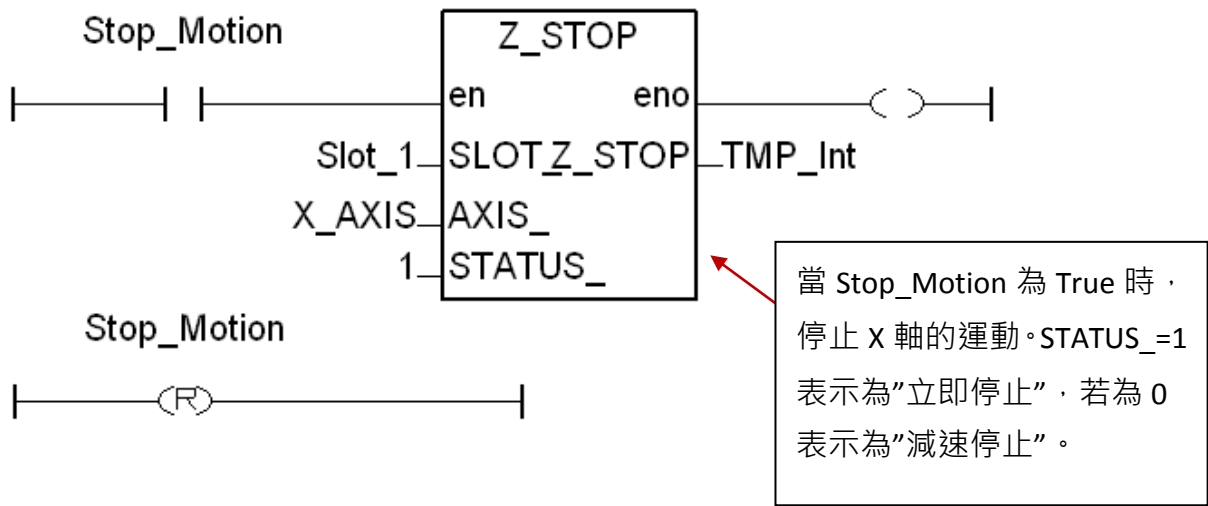 Stop_Motion
Z_STOP
en eno
Slot_1 SLOT_ Z_STOP TMP_Int
X_AXIS AXIS_
1 STATUS_
當 Stop_Motion 為 True 時，
停止 X 軸的運動。STATUS_=1
表示為”立即停止”，若為 0
表示為”減速停止”。
Stop_Motion
R